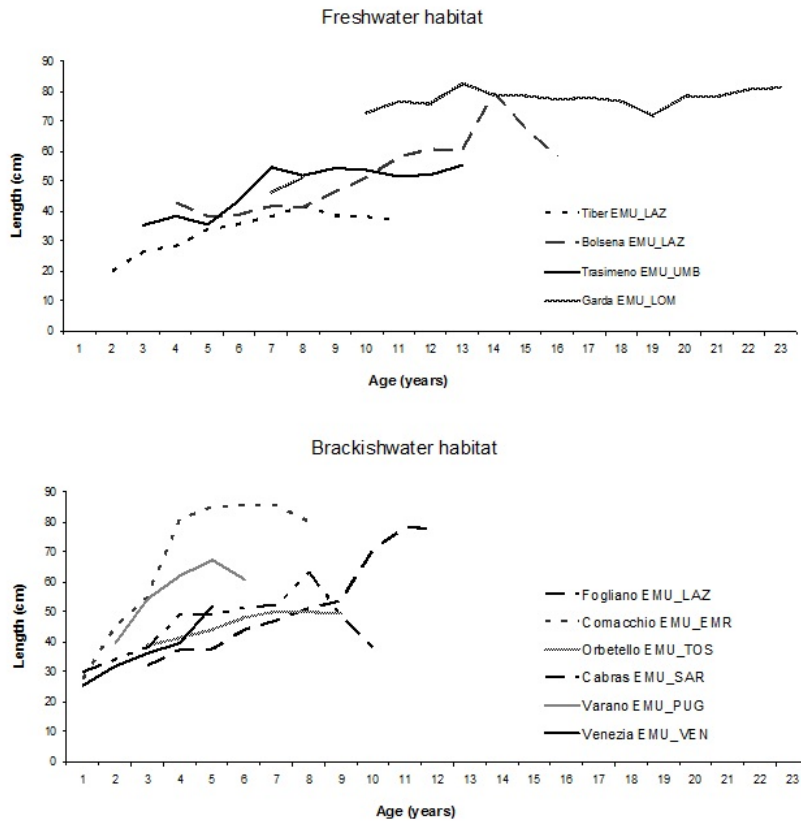 Freshwater habitat
90
80
70
60
50
40
30
20
10
0
Length (cm)
Tiber EMU_LAZ
Bolsena EMU_LAZ
Trasimeno EMU_UMB
Garda EMU_LOM
1 2 3 4 5 6 7 8 9 10 11 12 13 14 15 16 17 18 19 20 21 22 23
Age (years)
Brackishwater habitat
90
80
70
60
50
40
30
20
10
0
Length (cm)
Fogliano EMU_LAZ
Comacchio EMU_EMR
Orbetello EMU_TOS
Cabras EMU_SAR
Varano EMU_PUG
Venezia EMU_VEN
1 2 3 4 5 6 7 8 9 10 11 12 13 14 15 16 17 18 19 20 21 22 23
Age (years)